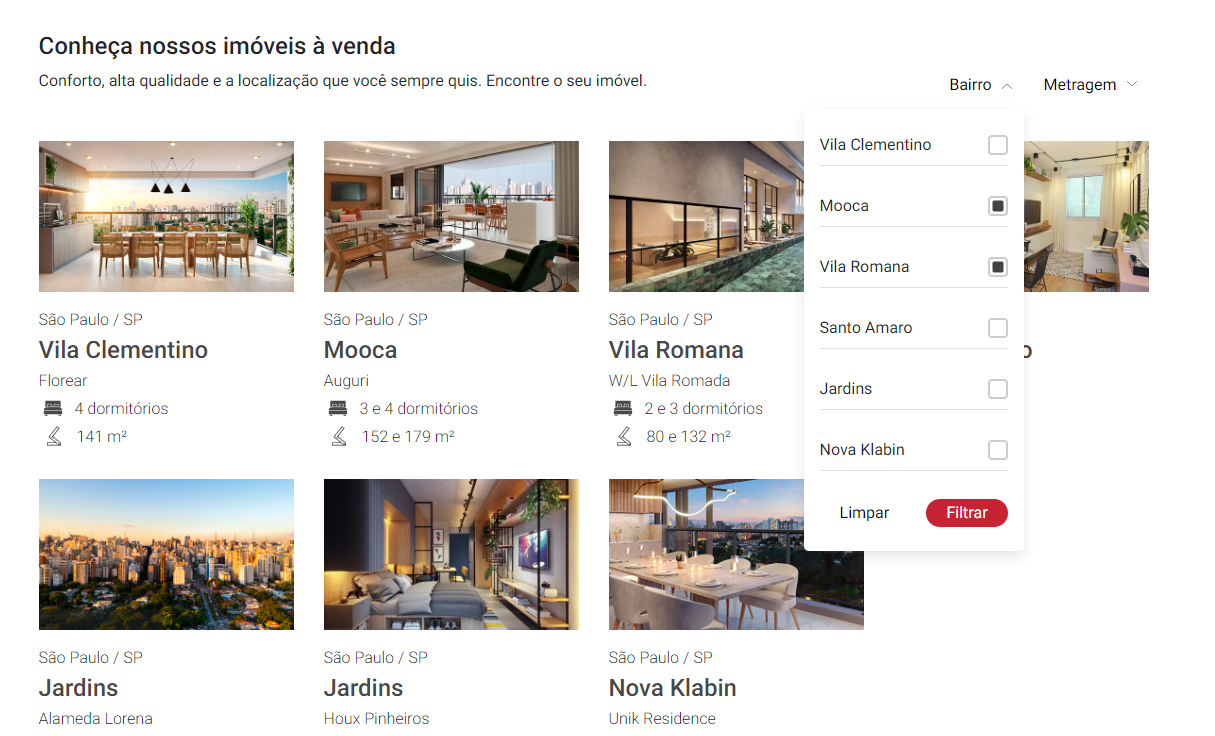 Conheça nossos imóveis à venda
Conforto, alta qualidade e a localização que você sempre quis. Encontre o seu imóvel.
Bairro
Metragem
Vila Clementino
Mooca
Vila Romana
Santo Amaro
Jardins
Nova Klabin
Limpar
Filtrar
São Paulo / SP
Vila Clementino
Florear
4 dormitórios
141 m²
São Paulo / SP
Mooca
Auguri
3 e 4 dormitórios
152 e 179 m²
São Paulo / SP
Vila Romana
W/L Vila Romada
2 e 3 dormitórios
80 e 132 m²
São Paulo / SP
Jardins
Alameda Lorena
São Paulo / SP
Jardins
Houx Pinheiros
São Paulo / SP
Nova Klabin
Unik Residence